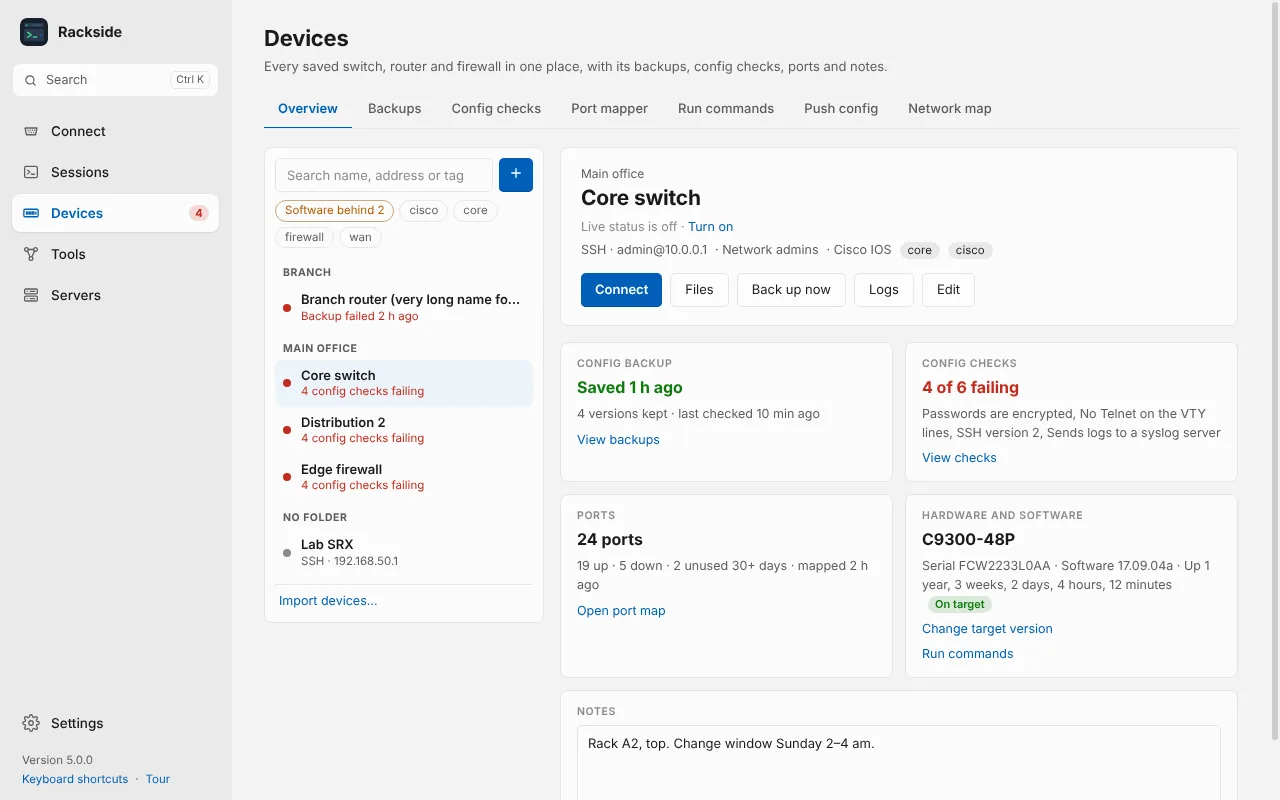 Rackside
Search Ctrl K
Connect
Sessions
Devices 4
Tools
Servers
Settings
Version 5.0.0
Keyboard shortcuts · Tour
Devices
Every saved switch, router and firewall in one place, with its backups, config checks, ports and notes.
Overview Backups Config checks Port mapper Run commands Push config Network map
Search name, address or tag +
Software behind 2 cisco core
firewall wan
BRANCH
Branch router (very long name fo...
Backup failed 2 h ago
MAIN OFFICE
Core switch
4 config checks failing
Distribution 2
4 config checks failing
Edge firewall
4 config checks failing
NO FOLDER
Lab SRX
SSH · 192.168.50.1
Import devices...
Main office
Core switch
Live status is off · Turn on
SSH · admin@10.0.0.1 · Network admins · Cisco IOS core cisco
Connect Files Back up now Logs Edit
CONFIG BACKUP
Saved 1 h ago
4 versions kept · last checked 10 min ago
View backups
CONFIG CHECKS
4 of 6 failing
Passwords are encrypted, No Telnet on the VTY
lines, SSH version 2, Sends logs to a syslog server
View checks
PORTS
24 ports
19 up · 5 down · 2 unused 30+ days · mapped 2 h
ago
Open port map
HARDWARE AND SOFTWARE
C9300-48P
Serial FCW2233L0AA · Software 17.09.04a · Up 1
year, 3 weeks, 2 days, 4 hours, 12 minutes
On target
Change target version
Run commands
NOTES
Rack A2, top. Change window Sunday 2–4 am.